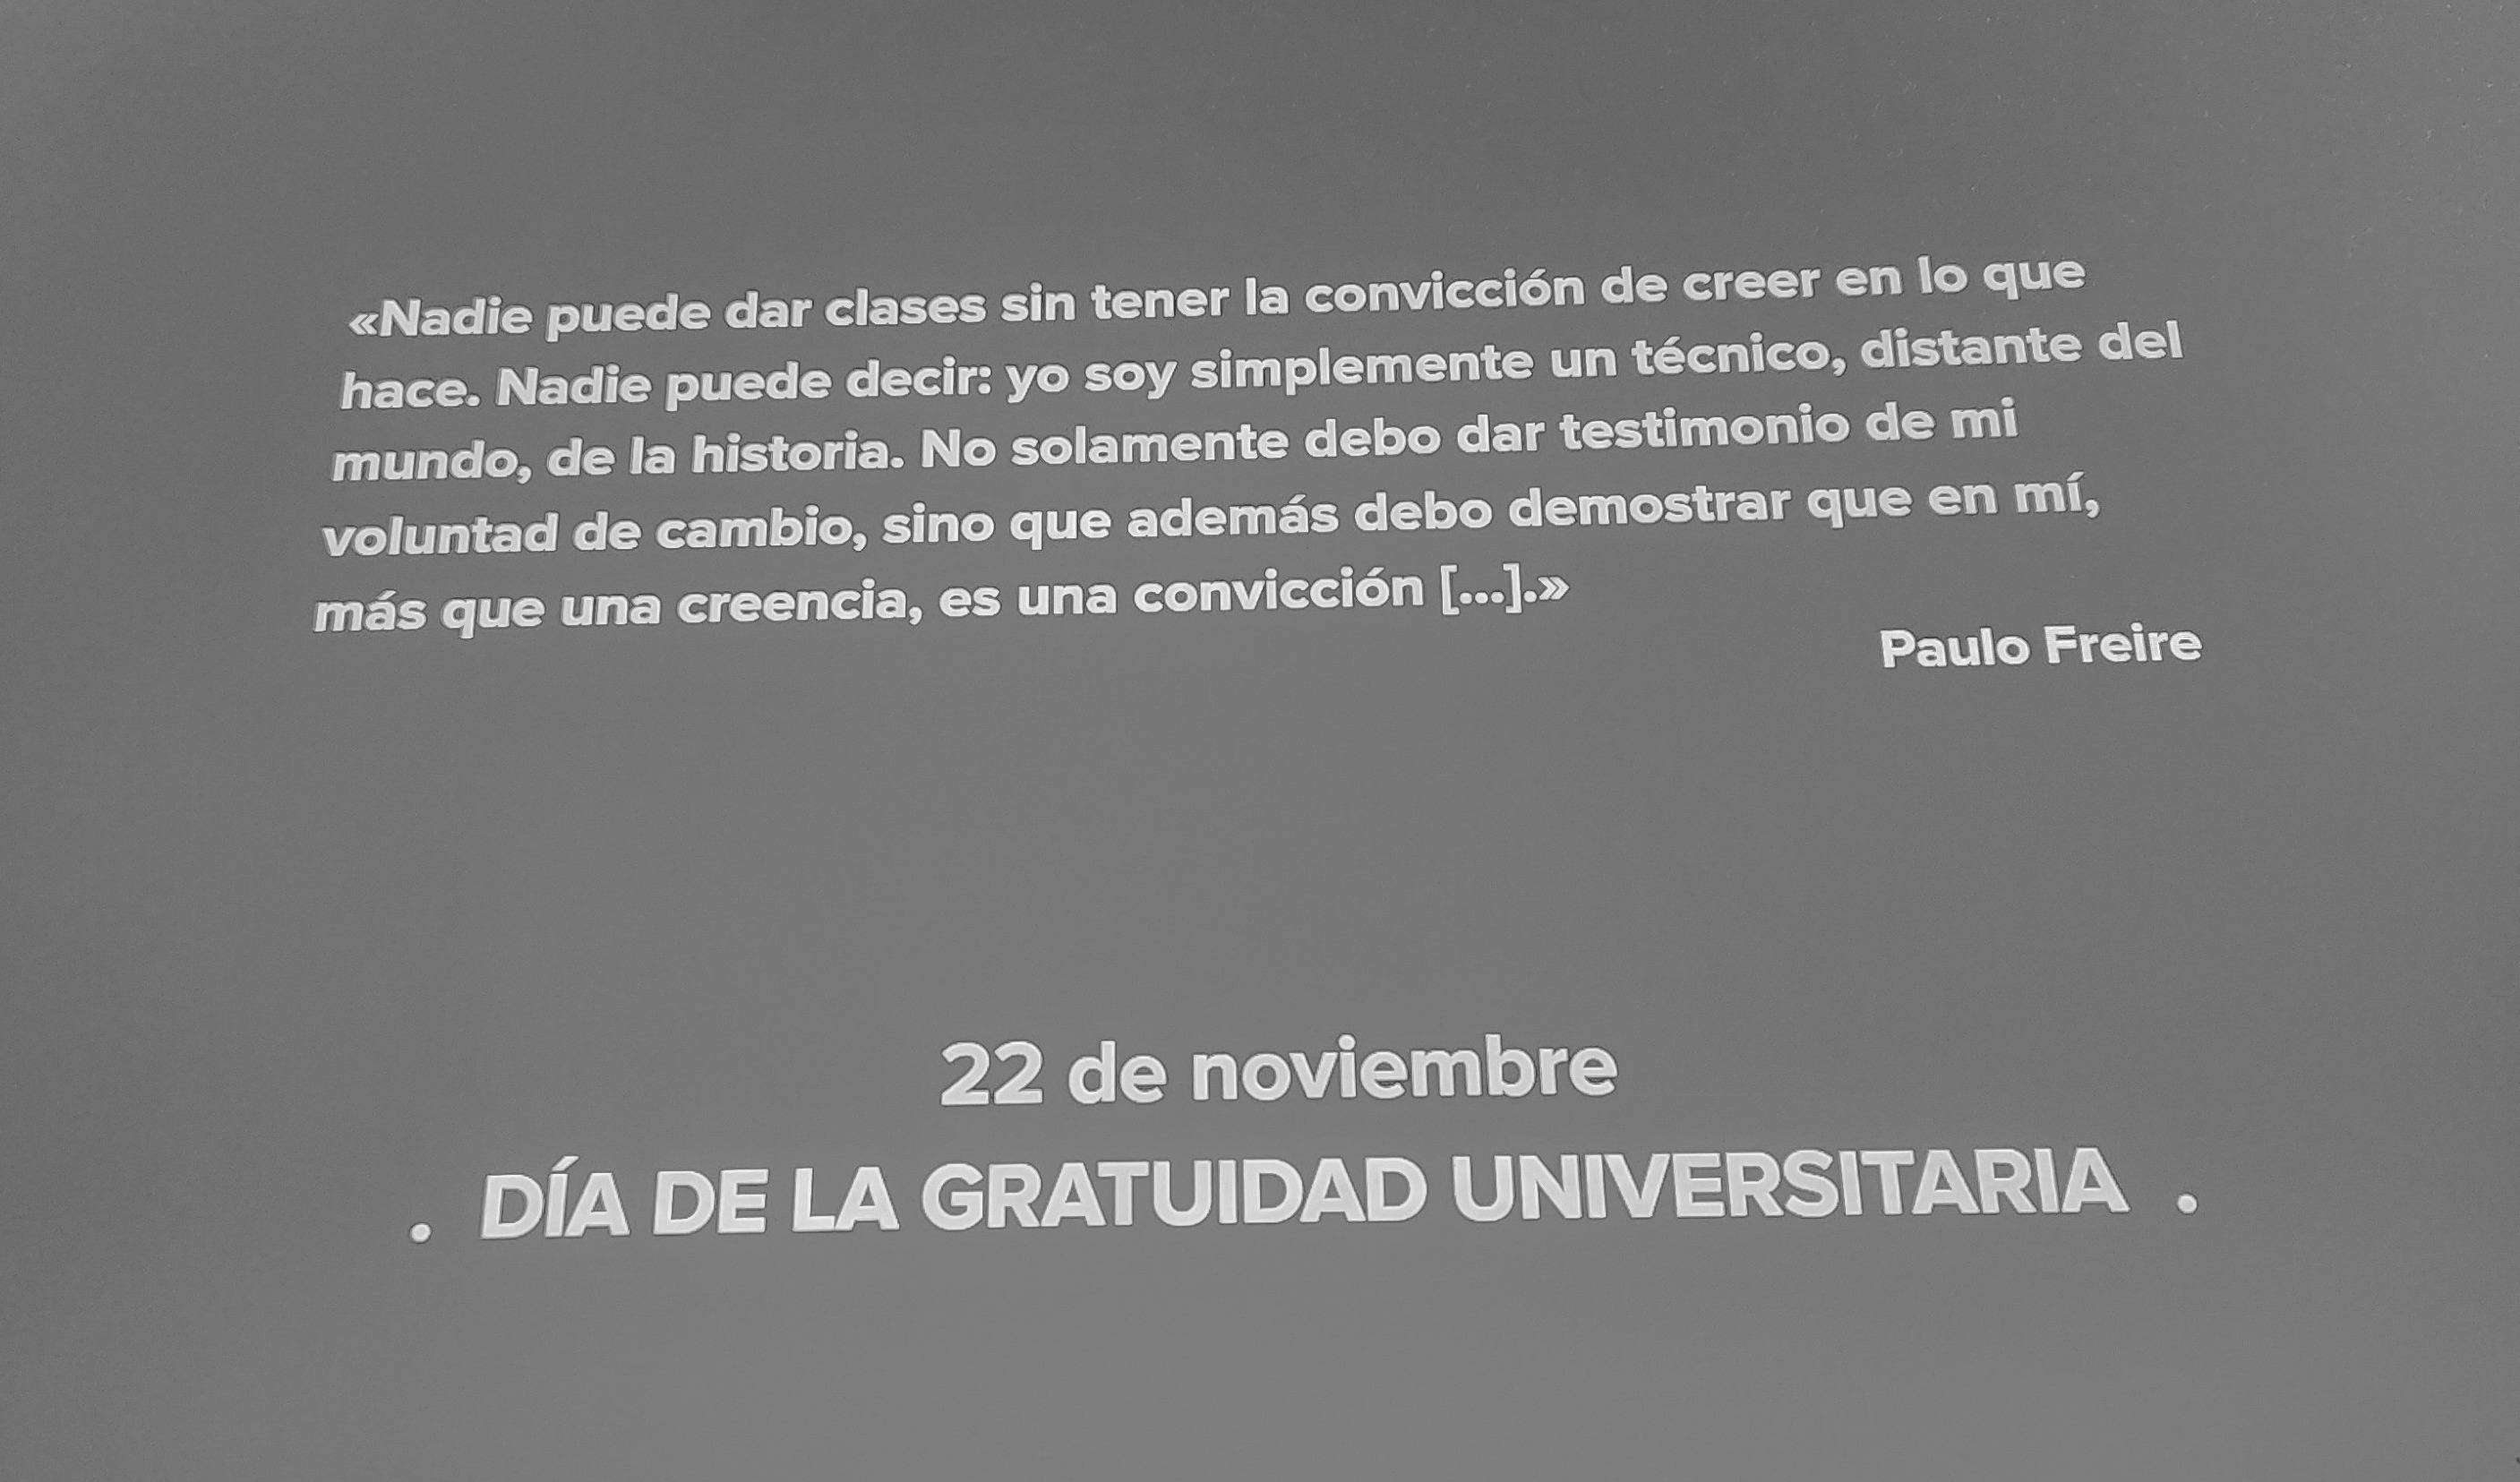 «Nadie puede dar clases sin tener la convicción de creer en lo que
hace. Nadie puede decir: yo soy simplemente un técnico, distante del
mundo, de la historia. No solamente debo dar testimonio de mi
voluntad de cambio, sino que además debo demostrar que en mí,
más que una creencia, es una convicción [...].»
Paulo Freire
22 de noviembre
. DÍA DE LA GRATUIDAD UNIVERSITARIA .